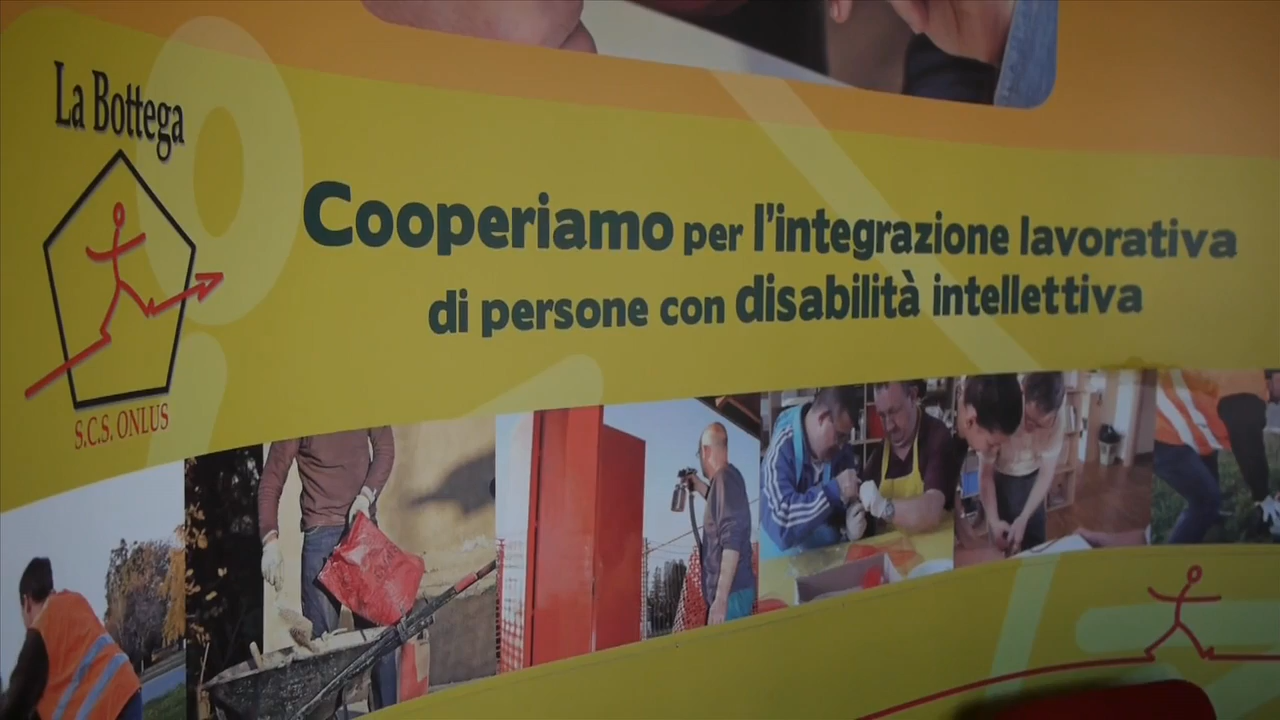 La Bottega
S.C.S. ONLUS
Cooperiamo per l'integrazione lavorativa
di persone con disabilità intellettiva